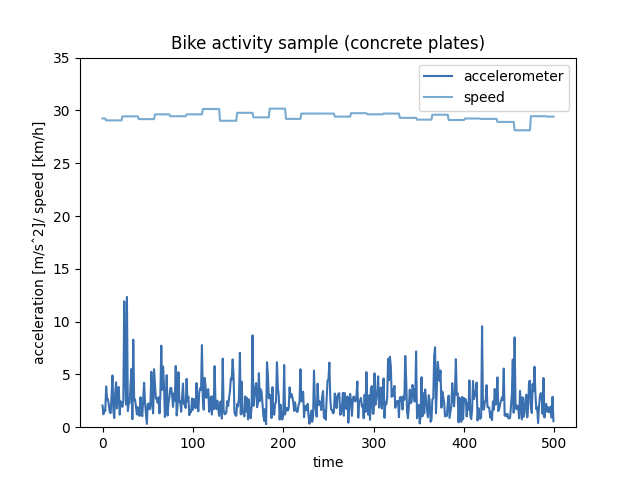 Bike activity sample (concrete plates)
accelerometer
speed
acceleration [m/sˆ2]/ speed [km/h]
35
30
25
20
15
10
5
0
0 100 200 300 400 500
time